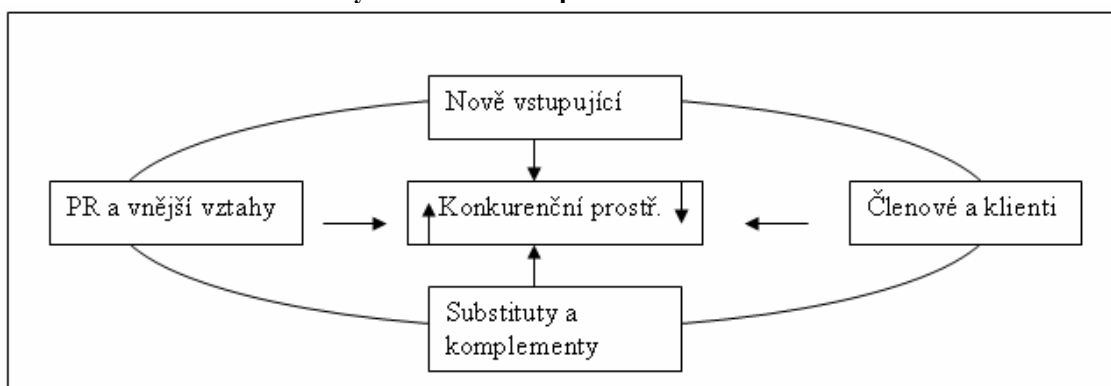 Nově vstupující
PR a vnější vztahy
Konkurenční prostř.
Členové a klienti
Substituty a
komplementy